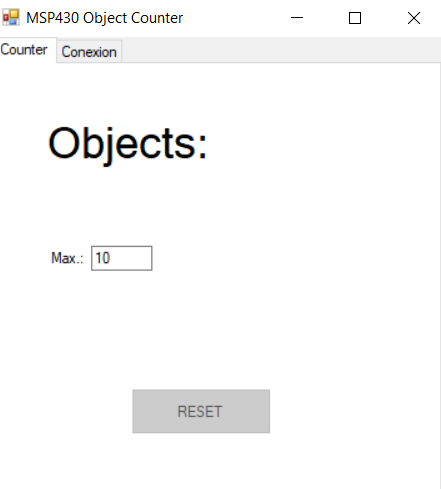 MSP430 Object Counter
Counter Conexion
Objects:
Max.: 10
RESET